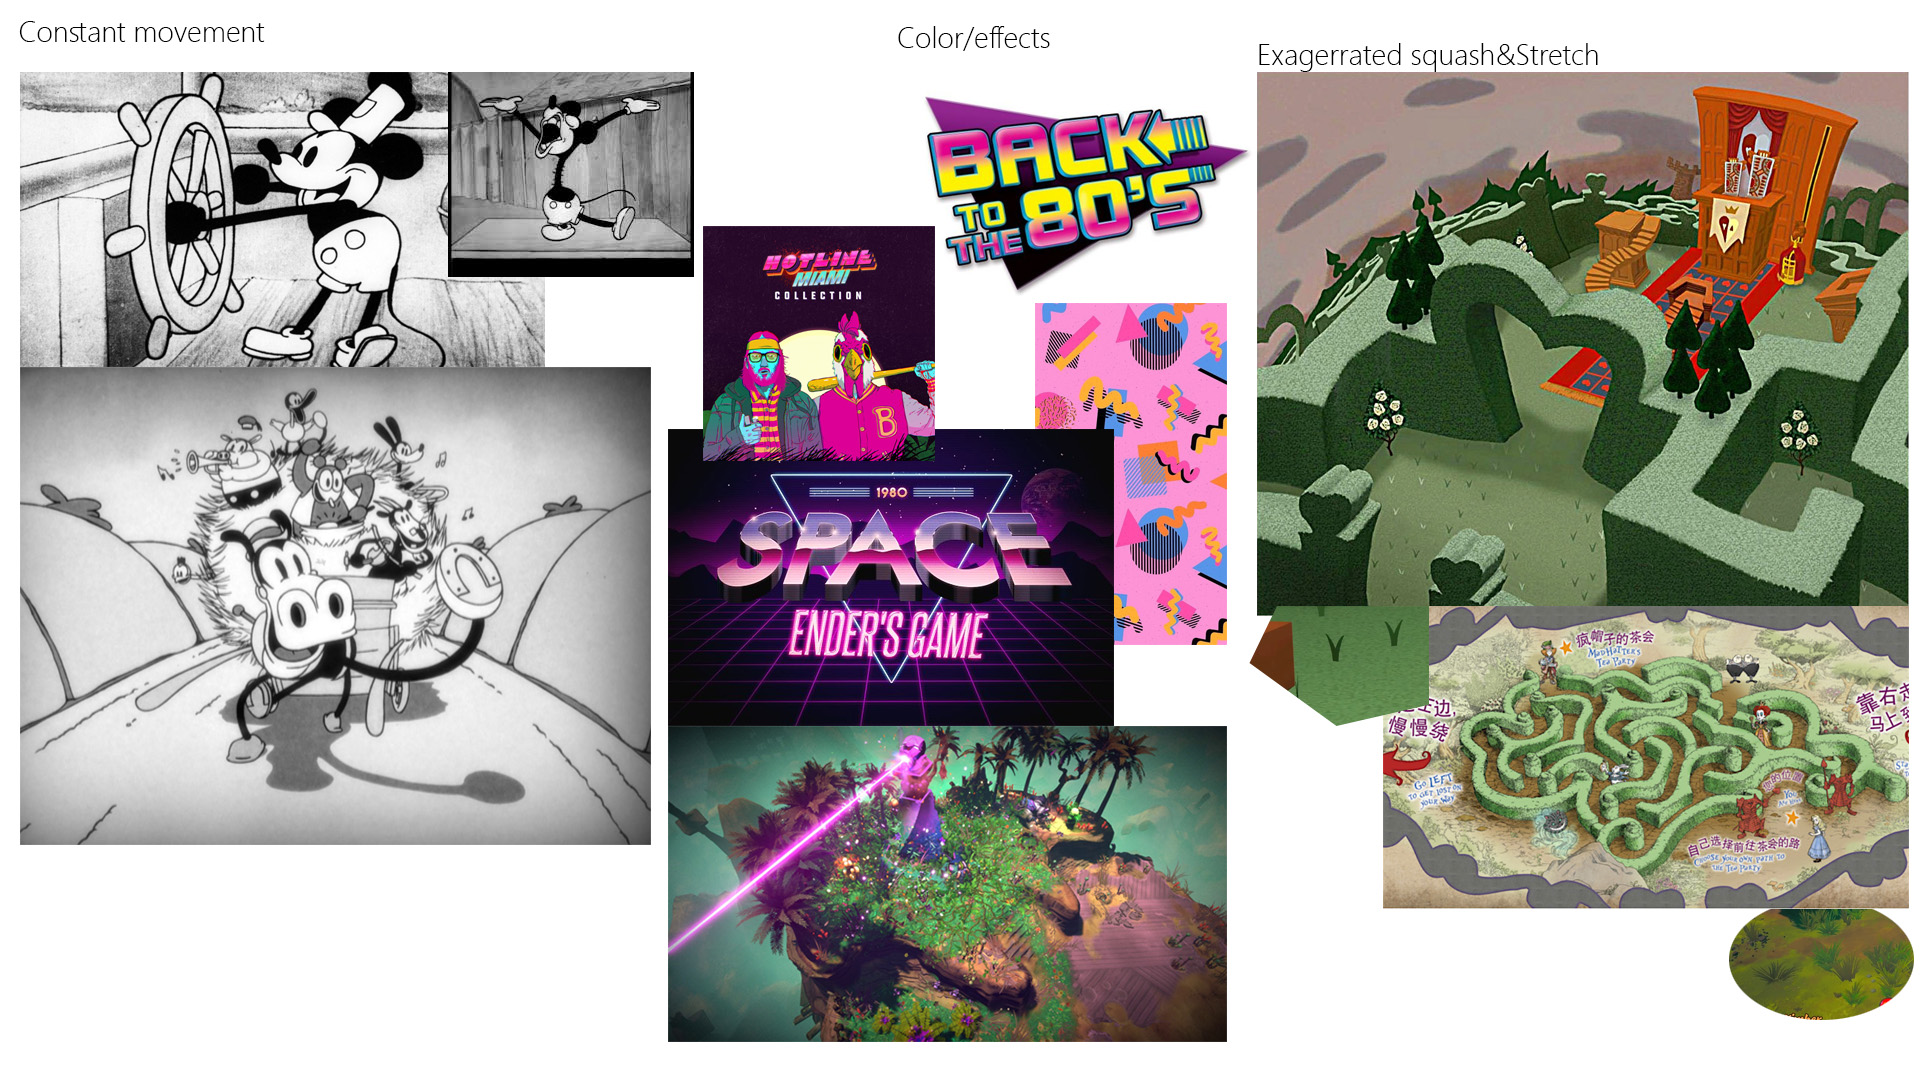 Constant movement
Color/effects
Exagerrated squash&Stretch
BACK
TO
THE 80'S
HOTLINE
MIAMI
COLLECTION
B
1980
SPACE
ENDER'S GAME
疯帽子的茶会
MADHATTER'S
TEA PARTY
边,
慢慢绕
GO LEFT
TO GET LOST ON
YOUR WAY
靠右走
马上
自己选择前往茶会的路
CHOOSE YOUR OWN PATH TO
THE TEA PARTY